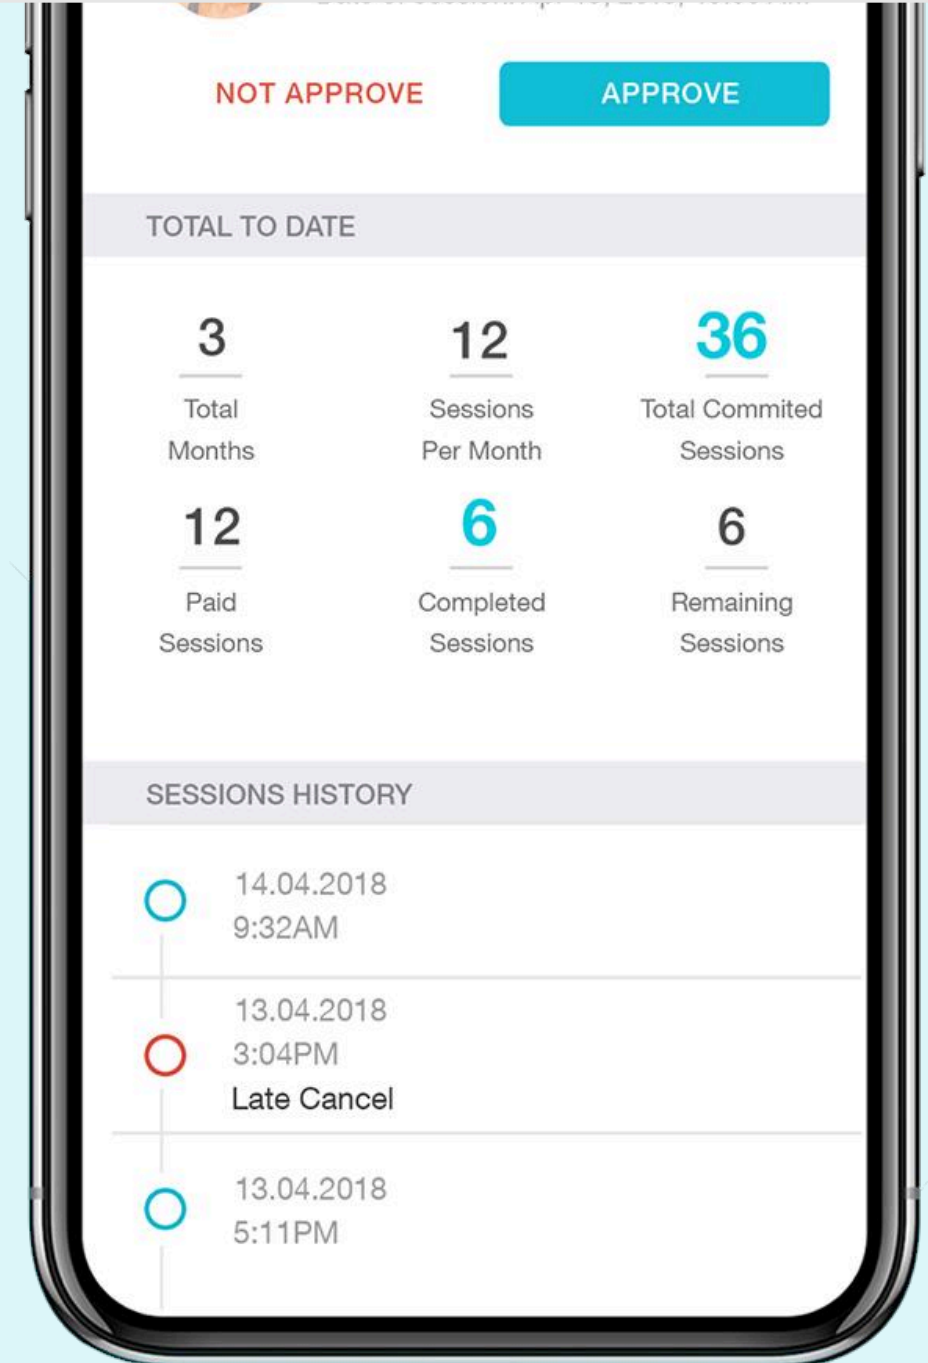 NOT APPROVE
APPROVE
TOTAL TO DATE
3
12
36
Total
Months
Sessions
Per Month
Total Commited
Sessions
12
6
6
Paid
Sessions
Completed
Sessions
Remaining
Sessions
SESSIONS HISTORY
14.04.2018
9:32AM
13.04.2018
3:04PM
Late Cancel
13.04.2018
5:11PM